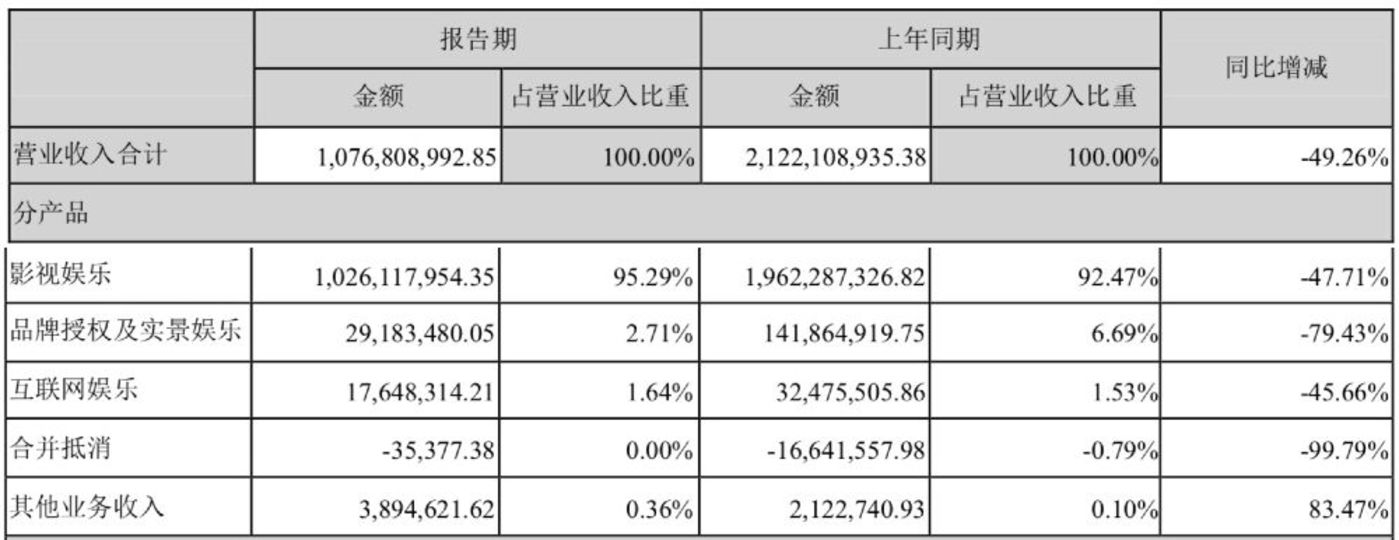 报告期 上年同期 同比增减
金额 占营业收入比重 金额 占营业收入比重
营业收入合计 1,076,808,992.85 100.00% 2,122,108,935.38 100.00% -49.26%
分产品
影视娱乐 1,026,117,954.35 95.29% 1,962,287,326.82 92.47% -47.71%
品牌授权及实景娱乐 29,183,480.05 2.71% 141,864,919.75 6.69% -79.43%
互联网娱乐 17,648,314.21 1.64% 32,475,505.86 1.53% -45.66%
合并抵消 -35,377.38 0.00% -16,641,557.98 -0.79% -99.79%
其他业务收入 3,894,621.62 0.36% 2,122,740.93 0.10% 83.47%